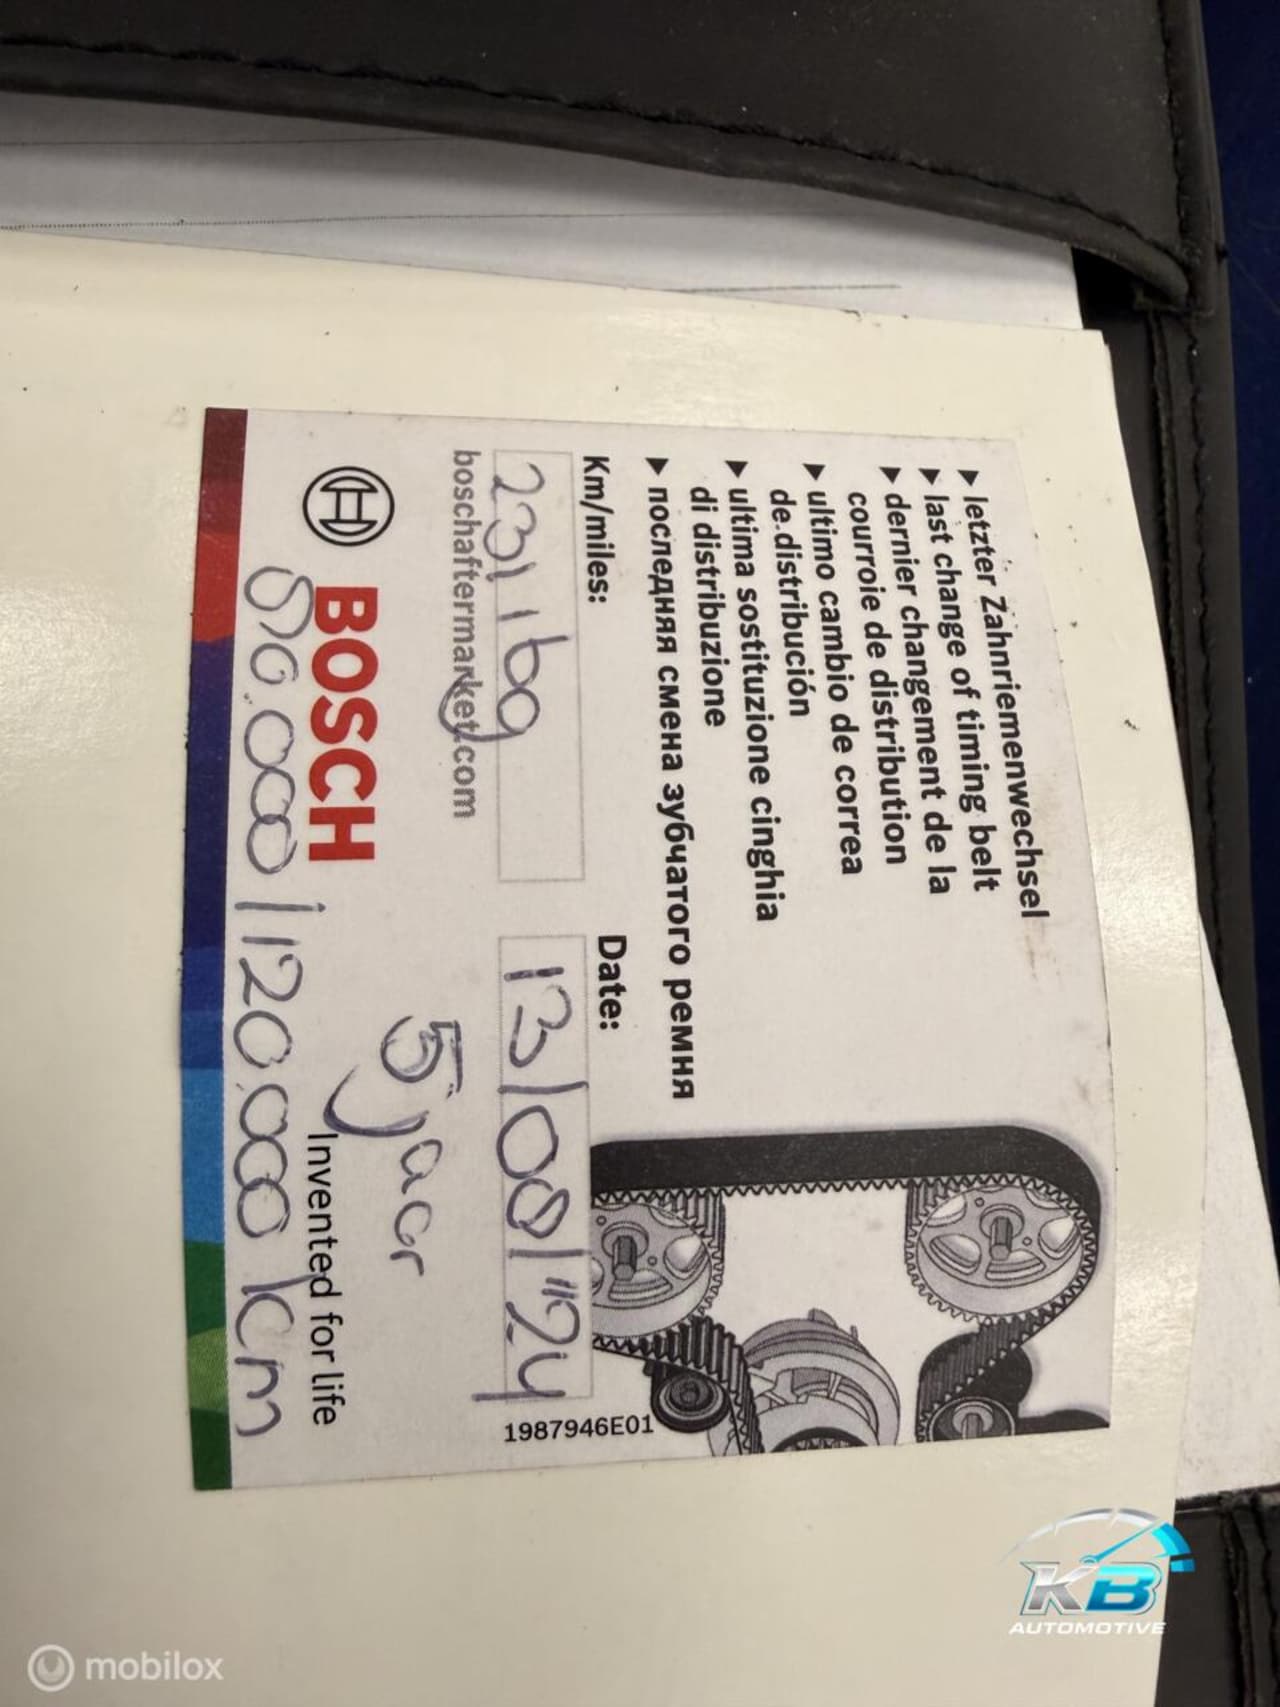 ▶ letzter Zahnriemenwechsel
▶ last change of timing belt
▶ dernier changement de la
courroie de distribution
▶ ultimo cambio de correa
de distribución
▶ ultima sostituzione cinghia
di distribuzione
▶ последняя смена зубчатого ремня
Km/miles:
Date:
231169
13/08/"24
1987946E01
boschaftermarket.com
5 jaar
BOSCH
Invented for life
80.000/120.000 km
KB
AUTOMOTIVE
mobilox